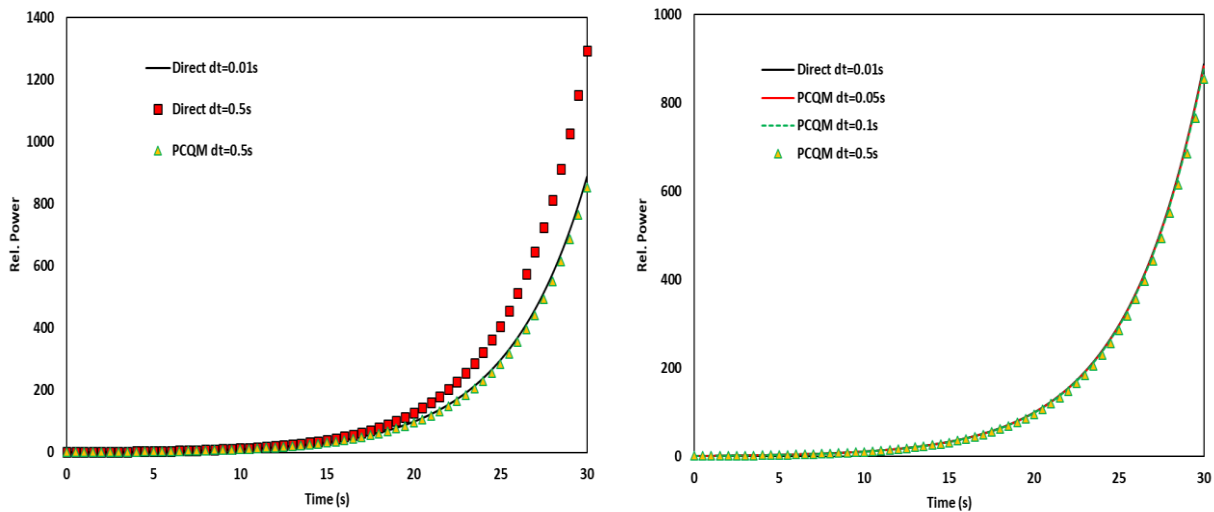 1400
1200
1000
800
600
400
200
0
Rel. Power
Direct dt=0.01s
Direct dt=0.5s
PCQM dt=0.5s
0 5 10 15 20 25 30
Time (s)
1000
800
600
400
200
0
Rel. Power
Direct dt=0.01s
PCQM dt=0.05s
PCQM dt=0.1s
PCQM dt=0.5s
0 5 10 15 20 25 30
Time (s)